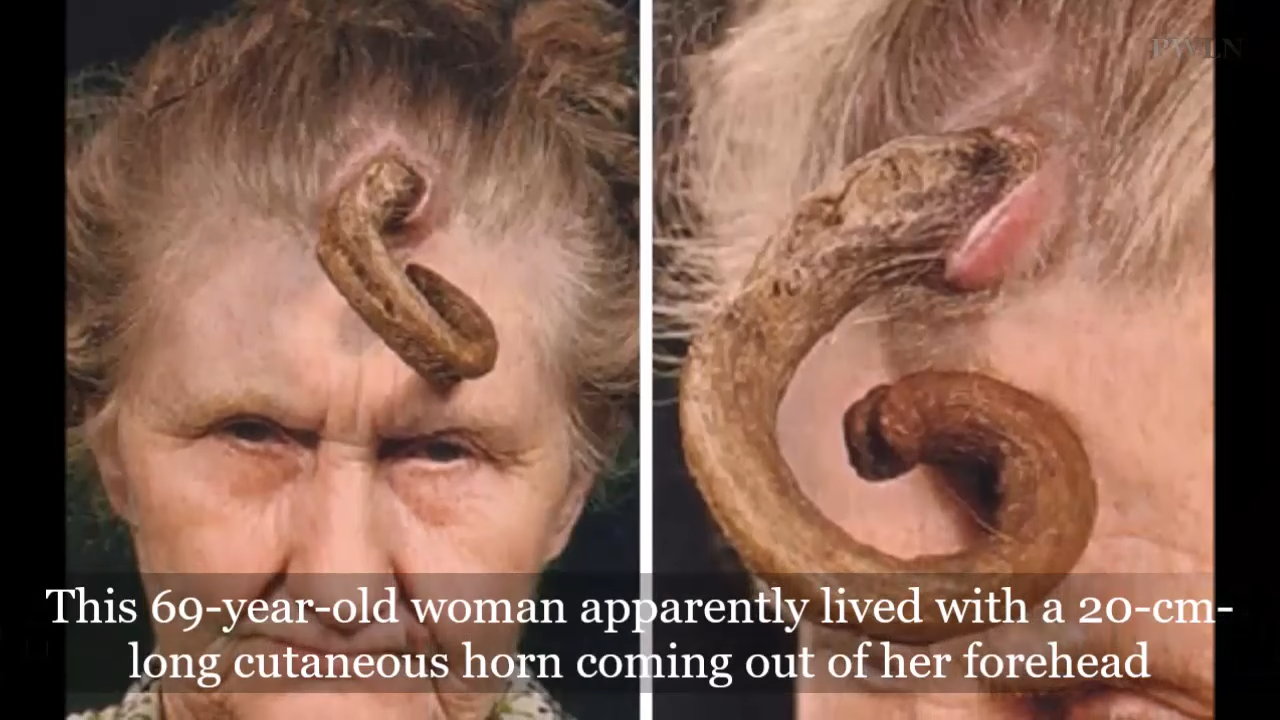 PWLN
This 69-year-old woman apparently lived with a 20-cm-
long cutaneous horn coming out of her forehead